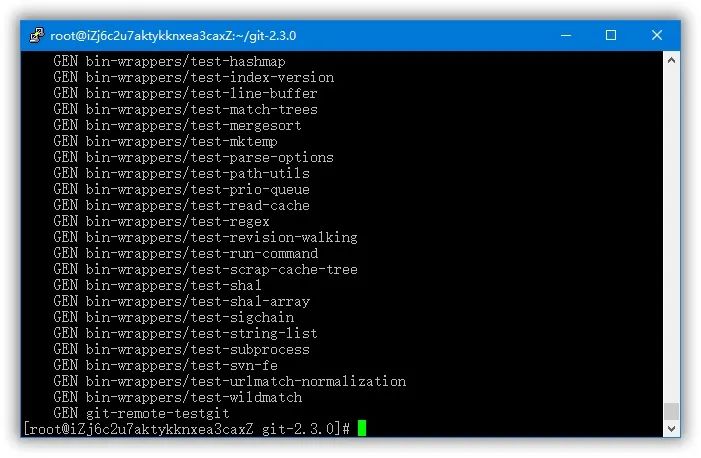 root@iZj6c2u7aktykknxea3caxZ:~/git-2.3.0
GEN bin-wrappers/test-hashmap
GEN bin-wrappers/test-index-version
GEN bin-wrappers/test-line-buffer
GEN bin-wrappers/test-match-trees
GEN bin-wrappers/test-mergesort
GEN bin-wrappers/test-mktemp
GEN bin-wrappers/test-parse-options
GEN bin-wrappers/test-path-utils
GEN bin-wrappers/test-prio-queue
GEN bin-wrappers/test-read-cache
GEN bin-wrappers/test-regex
GEN bin-wrappers/test-revision-walking
GEN bin-wrappers/test-run-command
GEN bin-wrappers/test-scrap-cache-tree
GEN bin-wrappers/test-sha1
GEN bin-wrappers/test-sha1-array
GEN bin-wrappers/test-sigchain
GEN bin-wrappers/test-string-list
GEN bin-wrappers/test-subprocess
GEN bin-wrappers/test-svn-fe
GEN bin-wrappers/test-urlmatch-normalization
GEN bin-wrappers/test-wildmatch
GEN git-remote-testgit
[root@iZj6c2u7aktykknxea3caxZ git-2.3.0]#